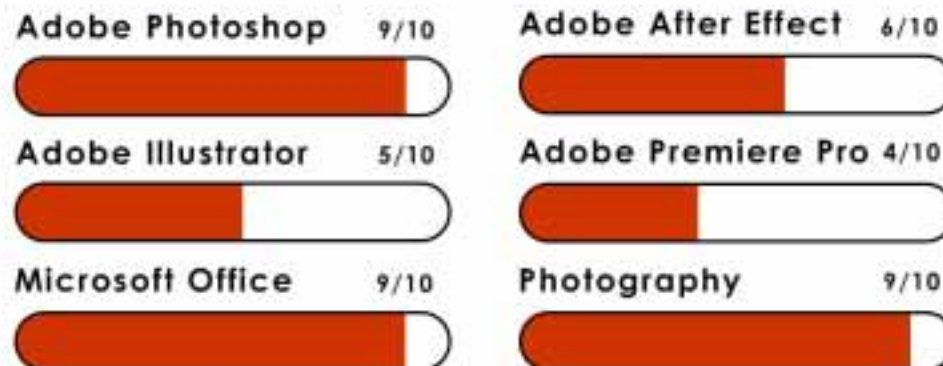 Adobe Photoshop 9/10
Adobe After Effect 6/10
Adobe Illustrator 5/10
Adobe Premiere Pro 4/10
Microsoft Office 9/10
Photography 9/10